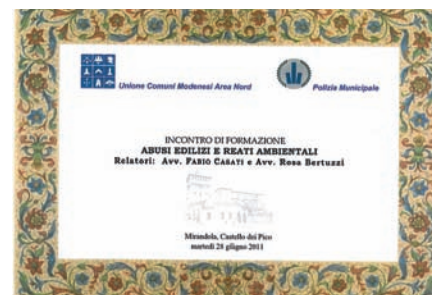 Unione Comuni Modenesi Area Nord
Polizia Municipale
INCONTRO DI FORMAZIONE
ABUSI EDILIZI E REATI AMBIENTALI
Relatori: Avv. FABIO CASATI e Avv. Rosa Bertuzzi
Mirandola, Castello dei Pico
martedì 28 giugno 2011